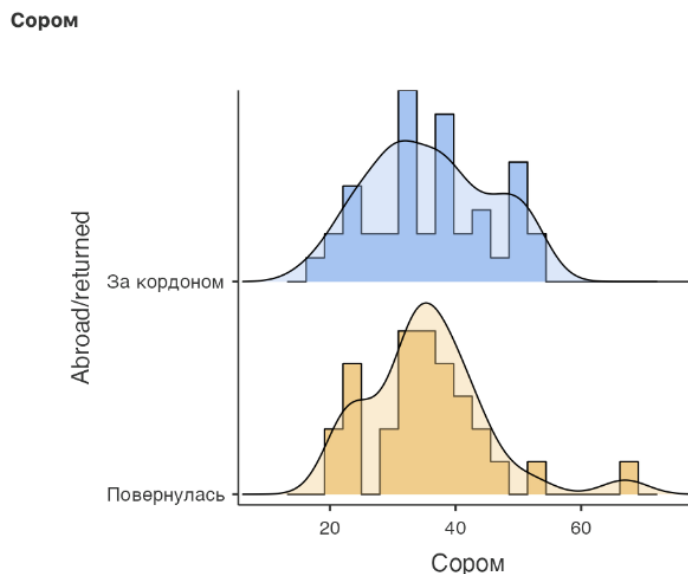 Сором
Abroad/returned
За кордоном
Повернулась
20 40 60
Сором